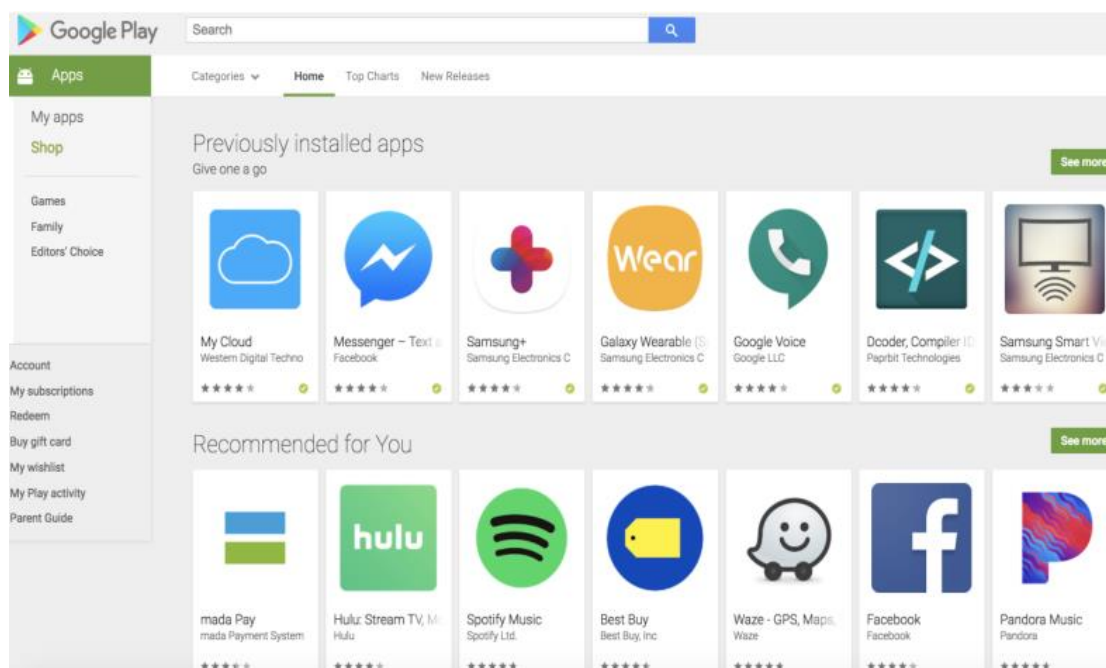 Google Play
Search
Apps
Categories Home Top Charts New Releases
My apps
Shop
Games
Family
Editors' Choice
Account
My subscriptions
Redeem
Buy gift card
My wishlist
My Play activity
Parent Guide
Previously installed apps
Give one a go
See more
Wear
My Cloud
Western Digital Techno
Messenger – Text a
Facebook
Samsung+
Samsung Electronics C
Galaxy Wearable (S
Samsung Electronics C
Google Voice
Google LLC
Dcoder, Compiler ID
Paprbit Technologies
Samsung Smart Vi
Samsung Electronics C
Recommended for You
See more
hulu
f
mada Pay
mada Payment System
Hulu: Stream TV, M
Hulu
Spotify Music
Spotify Ltd.
Best Buy
Best Buy, Inc
Waze - GPS, Maps,
Waze
Facebook
Facebook
Pandora Music
Pandora